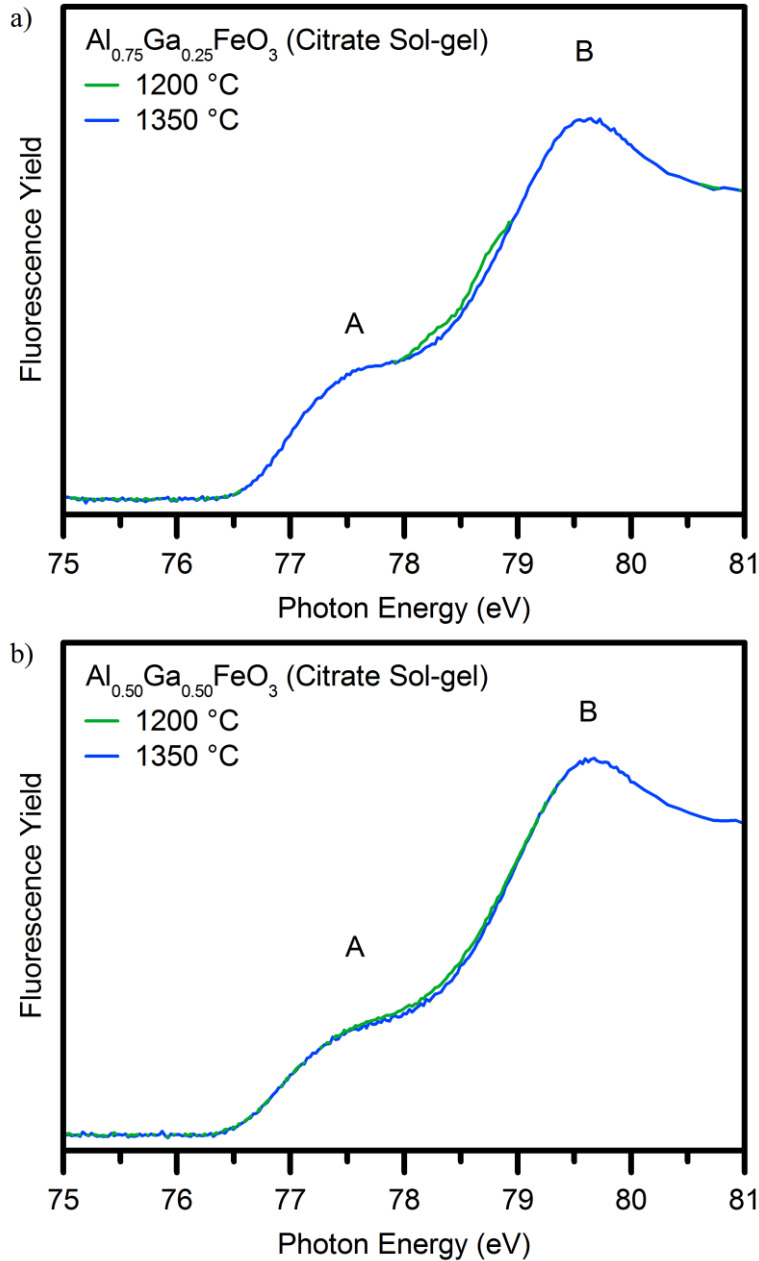 a)
Al0.75Ga0.25FeO3 (Citrate Sol-gel)
1200 °C
1350 °C
B
A
Fluorescence Yield
75 76 77 78 79 80 81
Photon Energy (eV)
b)
Al0.50Ga0.50FeO3 (Citrate Sol-gel)
1200 °C
1350 °C
B
A
Fluorescence Yield
75 76 77 78 79 80 81
Photon Energy (eV)